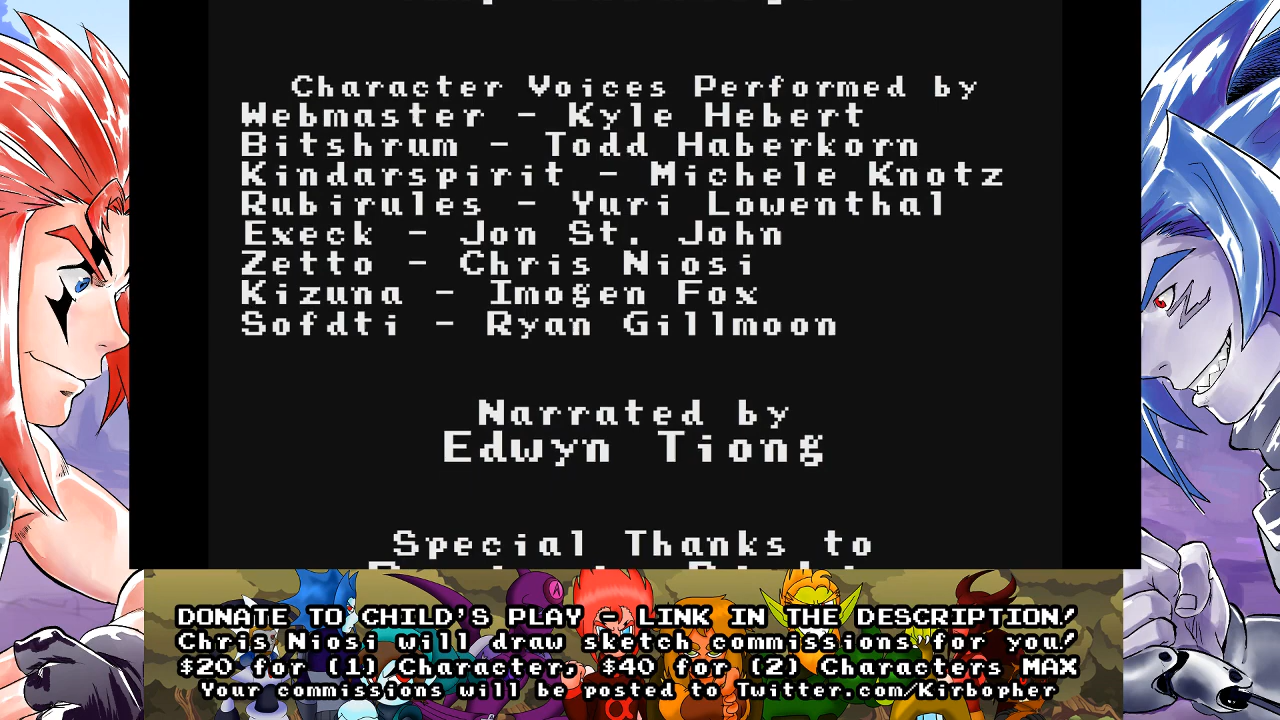 Character Voices Performed by
Webmaster - Kyle Hebert
Bitshrum - Todd Haberkorn
Kindarspirit - Michele Knotz
Rubirules - Yuri Lowenthal
Execk - Jon St. John
Zetto - Chris Niosi
Kizuna - Imogen Fox
Sofdti - Ryan Gillmoon
Narrated by
Edwyn Tiong
Special Thanks to
DONATE TO CHILD'S PLAY - LINK IN THE DESCRIPTION!
Chris Niosi will draw sketch commissions for you!
$20 for (1) Character, $40 for (2) Characters MAX
Your commissions will be posted to Twitter.com/Kirbopher